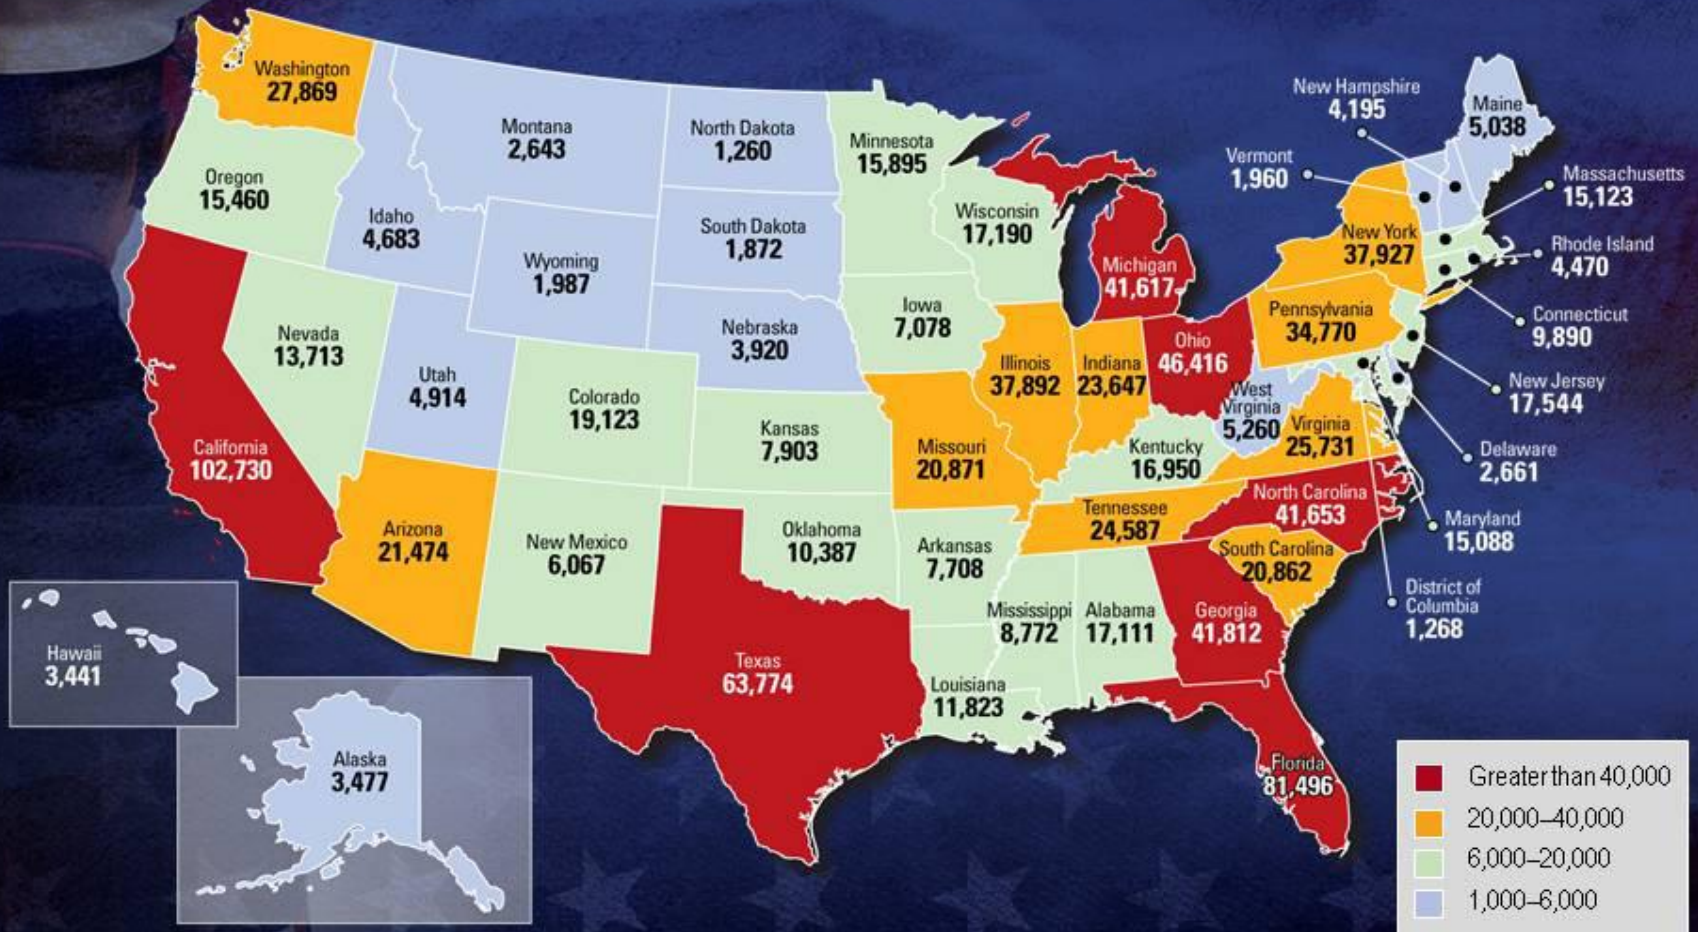 Washington
27,869
Oregon
15,460
California
102,730
Nevada
13,713
Idaho
4,683
Montana
2,643
Wyoming
1,987
Utah
4,914
Arizona
21,474
Colorado
19,123
New Mexico
6,067
North Dakota
1,260
South Dakota
1,872
Nebraska
3,920
Kansas
7,903
Oklahoma
10,387
Texas
63,774
Minnesota
15,895
Iowa
7,078
Missouri
20,871
Arkansas
7,708
Louisiana
11,823
Wisconsin
17,190
Illinois
37,892
Michigan
41,617
Indiana
23,647
Ohio
46,416
Kentucky
16,950
Tennessee
24,587
Mississippi
8,772
Alabama
17,111
Georgia
41,812
Florida
81,496
South Carolina
20,862
North Carolina
41,653
Virginia
25,731
West
Virginia
5,260
Pennsylvania
34,770
New York
37,927
Vermont
1,960
New Hampshire
4,195
Maine
5,038
Massachusetts
15,123
Rhode Island
4,470
Connecticut
9,890
New Jersey
17,544
Delaware
2,661
Maryland
15,088
District of
Columbia
1,268
Hawaii
3,441
Alaska
3,477
Greater than 40,000
20,000–40,000
6,000–20,000
1,000–6,000